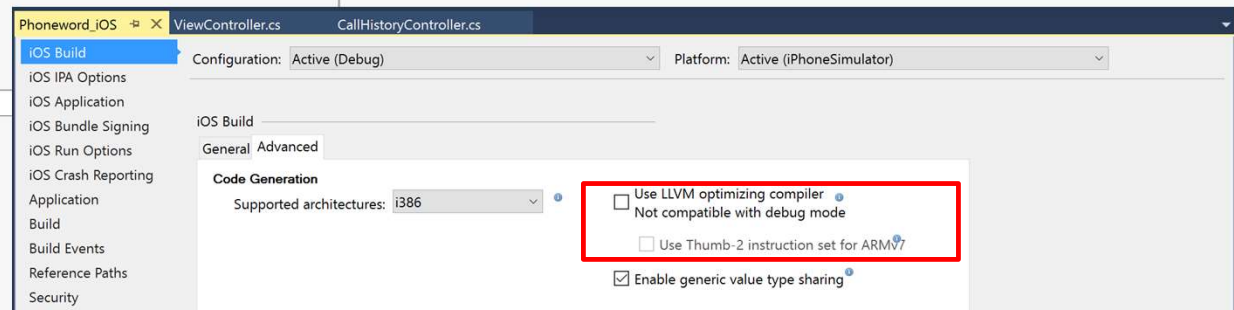 Phoneword_iOS ViewController.cs CallHistoryController.cs
iOS Build
iOS IPA Options
iOS Application
iOS Bundle Signing
iOS Run Options
iOS Crash Reporting
Application
Build
Build Events
Reference Paths
Security
Configuration: Active (Debug) Platform: Active (iPhoneSimulator)
iOS Build
General Advanced
Code Generation
Supported architectures: i386
Use LLVM optimizing compiler
Not compatible with debug mode
Use Thumb-2 instruction set for ARMv7
Enable generic value type sharing